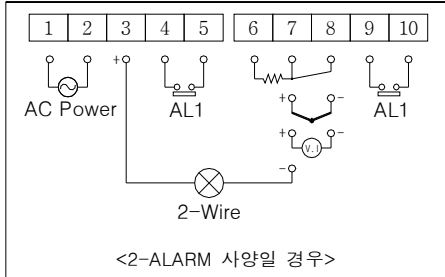 1 2 3 4 5 6 7 8 9 10
+
AC Power AL1 AL1
+ -
+ V.I -
-
2-Wire
<2-ALARM 사양일 경우>